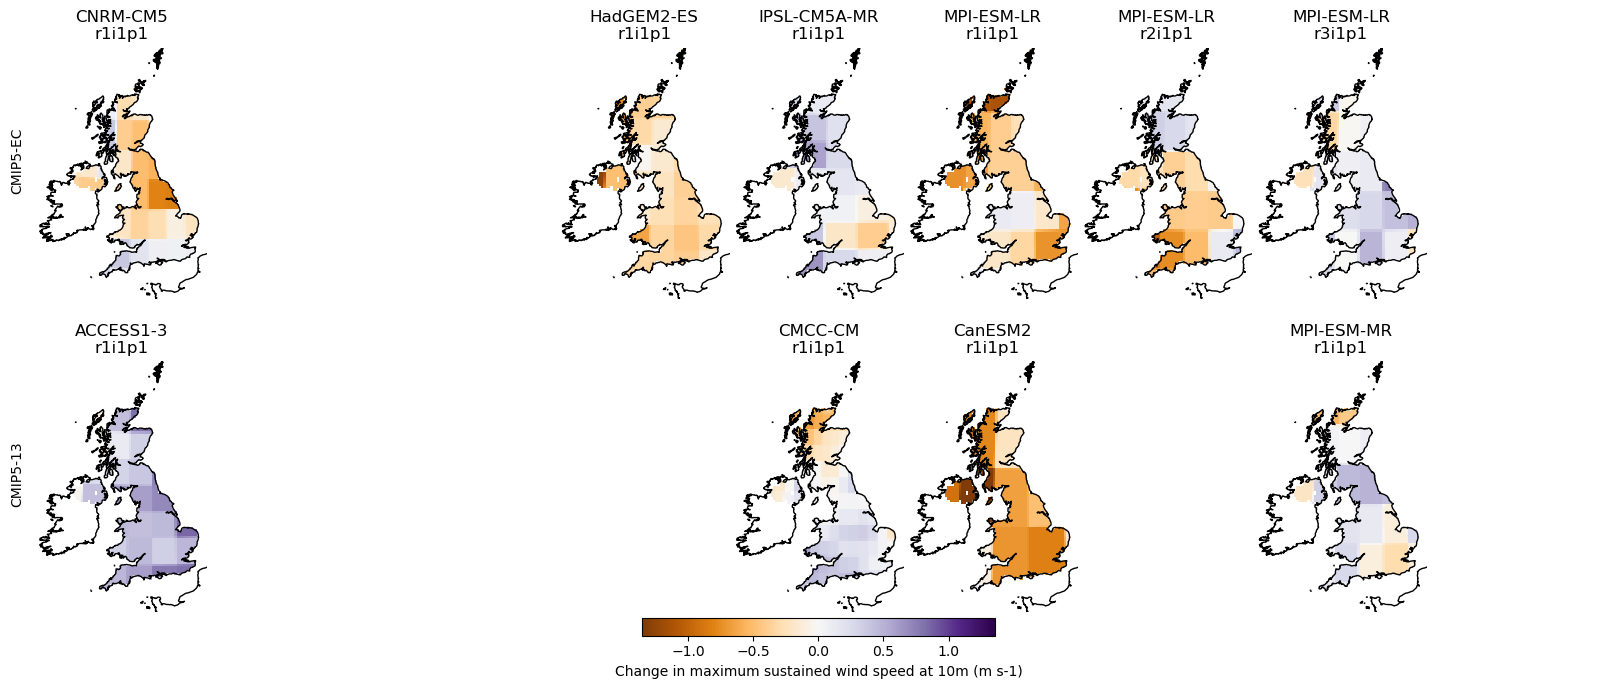 CNRM-CM5
r1i1p1
HadGEM2-ES
r1i1p1
IPSL-CM5A-MR
r1i1p1
MPI-ESM-LR
r1i1p1
MPI-ESM-LR
r2i1p1
MPI-ESM-LR
r3i1p1
CMIP5-EC
ACCESS1-3
r1i1p1
CMCC-CM
r1i1p1
CanESM2
r1i1p1
MPI-ESM-MR
r1i1p1
CMIP5-13
−1.0 −0.5 0.0 0.5 1.0
Change in maximum sustained wind speed at 10m (m s-1)